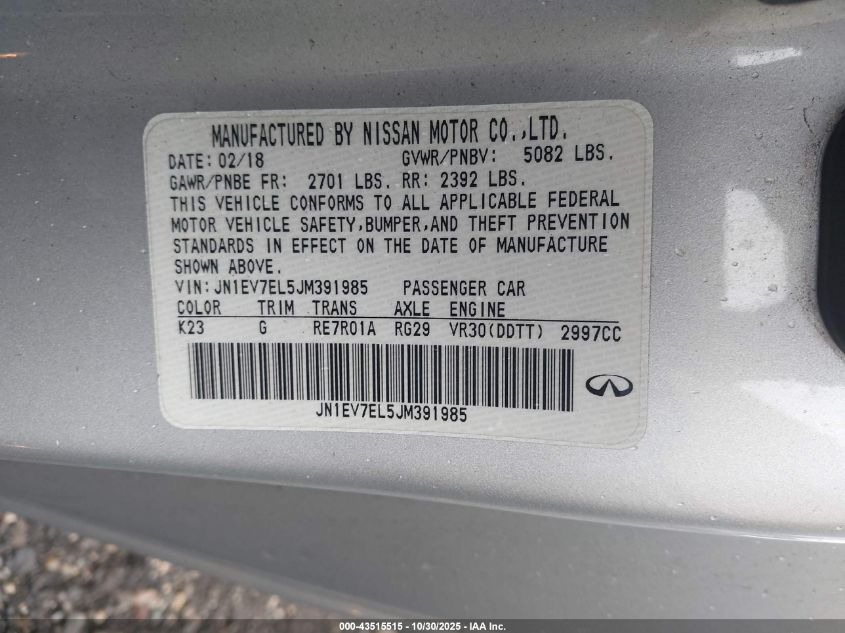 MANUFACTURED BY NISSAN MOTOR CO.,LTD.
DATE: 02/18 GVWR/PNBV: 5082 LBS.
GAWR/PNBE FR: 2701 LBS. RR: 2392 LBS.
THIS VEHICLE CONFORMS TO ALL APPLICABLE FEDERAL
MOTOR VEHICLE SAFETY,BUMPER,AND THEFT PREVENTION
STANDARDS IN EFFECT ON THE DATE OF MANUFACTURE
SHOWN ABOVE.
VIN:JN1EV7EL5JM391985 PASSENGER CAR
COLOR TRIM TRANS AXLE ENGINE
K23 G RE7R01A RG29 VR30(DDTT) 2997CC
JN1EV7EL5JM391985
000-43515515 - 10/30/2025 - IAA Inc.